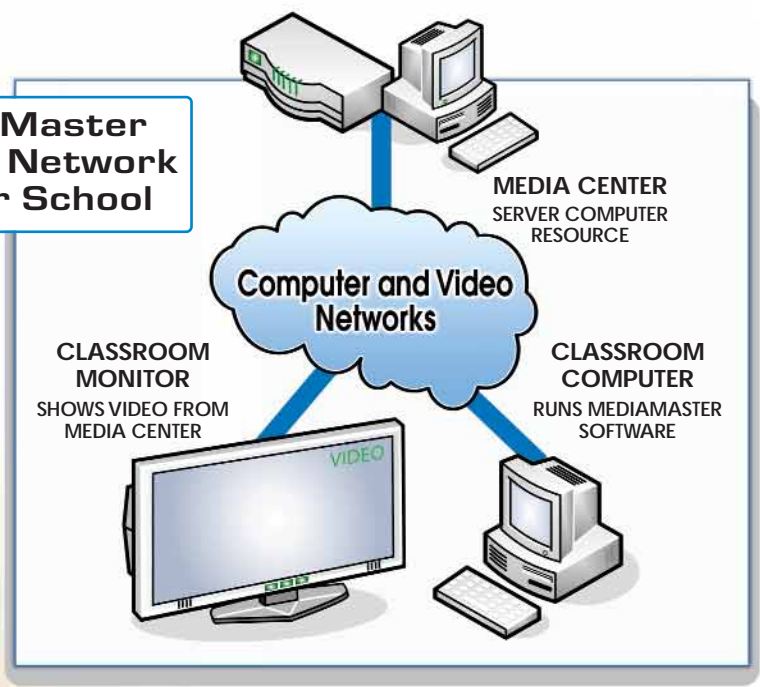 Master
Network
School
MEDIA CENTER
SERVER COMPUTER
RESOURCE
Computer and Video
Networks
CLASSROOM
MONITOR
SHOWS VIDEO FROM
MEDIA CENTER
CLASSROOM
COMPUTER
RUNS MEDIAMASTER
SOFTWARE
VIDEO